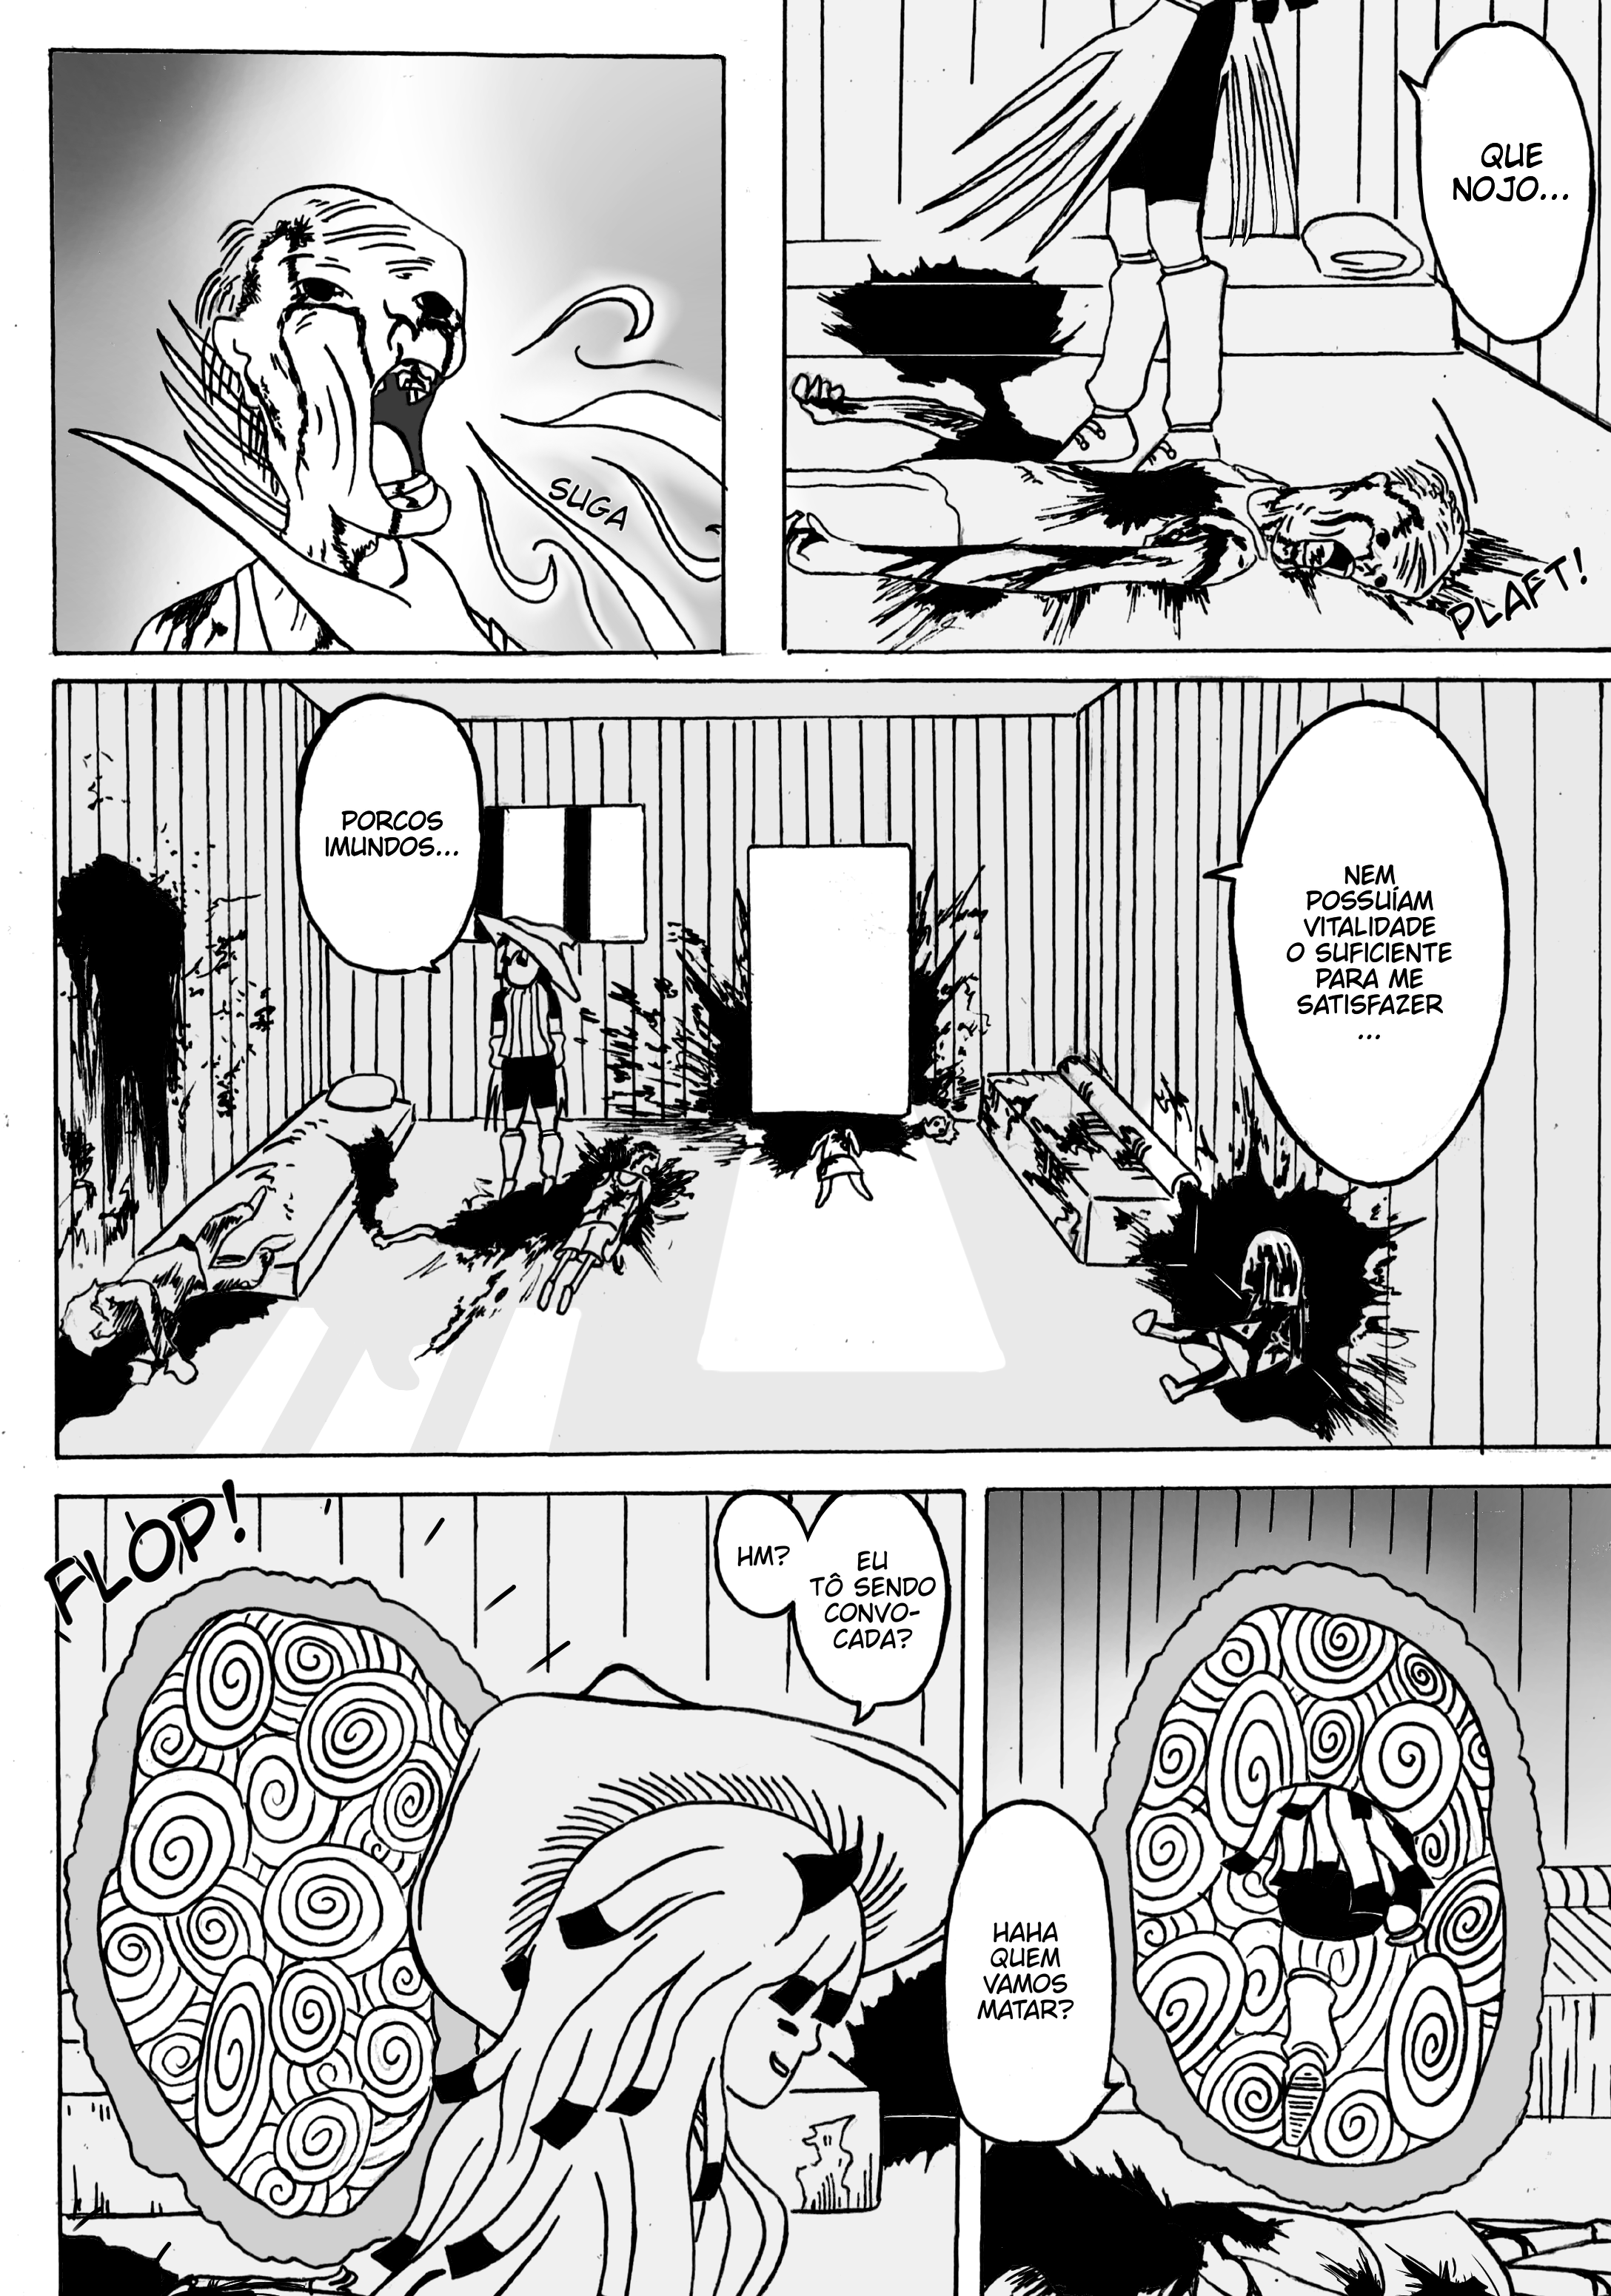 SUGA
QUE
NOJO...
PLAFT!
PORCOS
IMUNDOS...
NEM
POSSUÍAM
VITALIDADE
O SUFICIENTE
PARA ME
SATISFAZER
...
FLOP!
HM?
EU
TÔ SENDO
CONVO-
CADA?
HAHA
QUEM
VAMOS
MATAR?